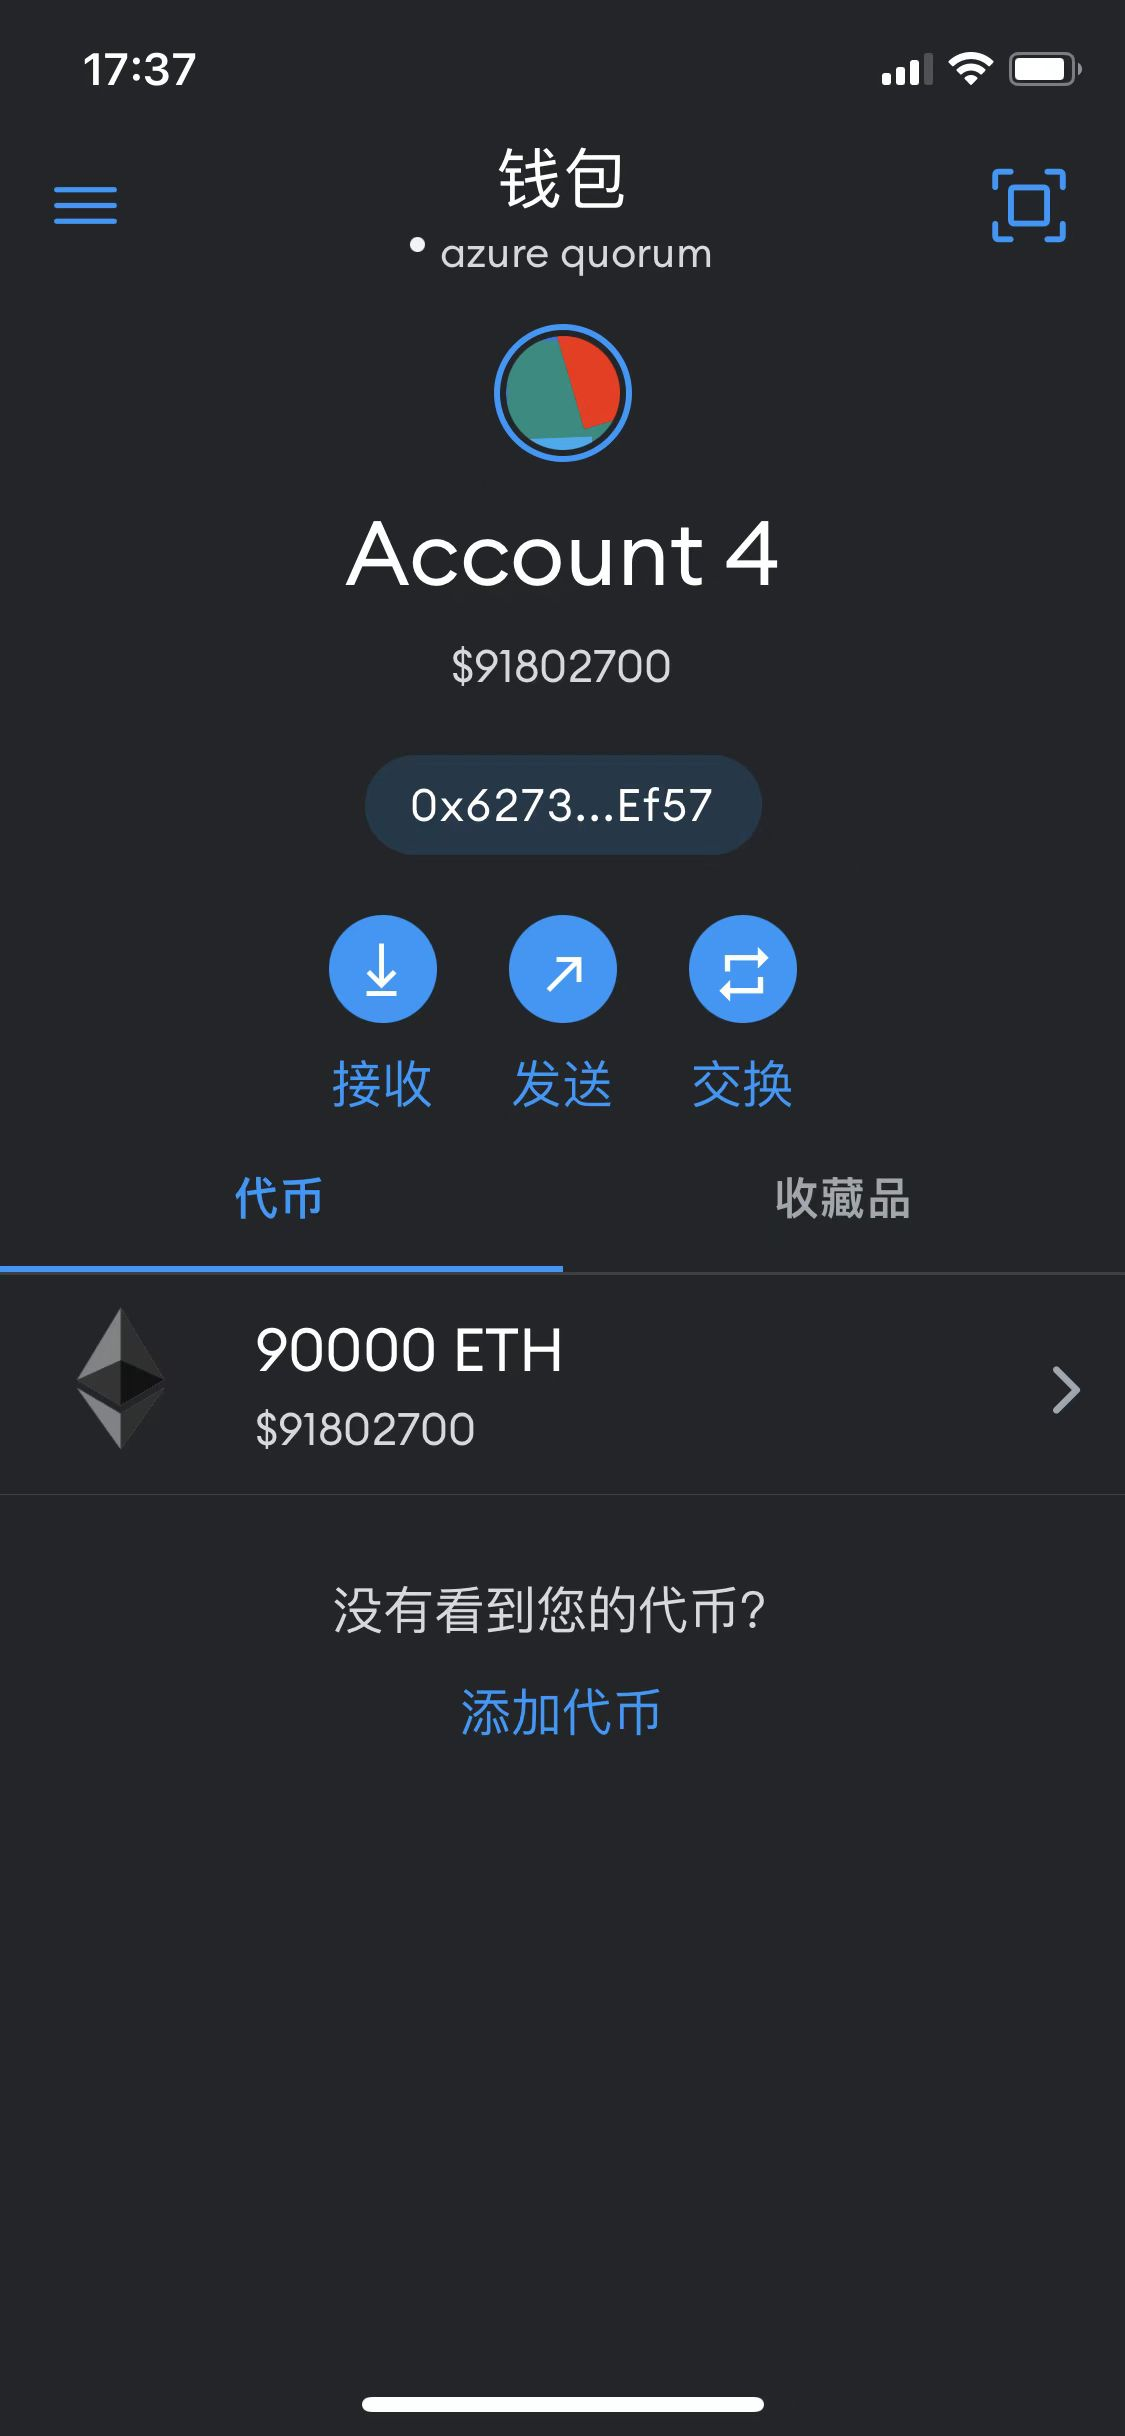 17:37
钱包
azure quorum
Account 4
$91802700
0x6273...Ef57
接收 发送 交换
代币 收藏品
90000 ETH
$91802700
没有看到您的代币?
添加代币